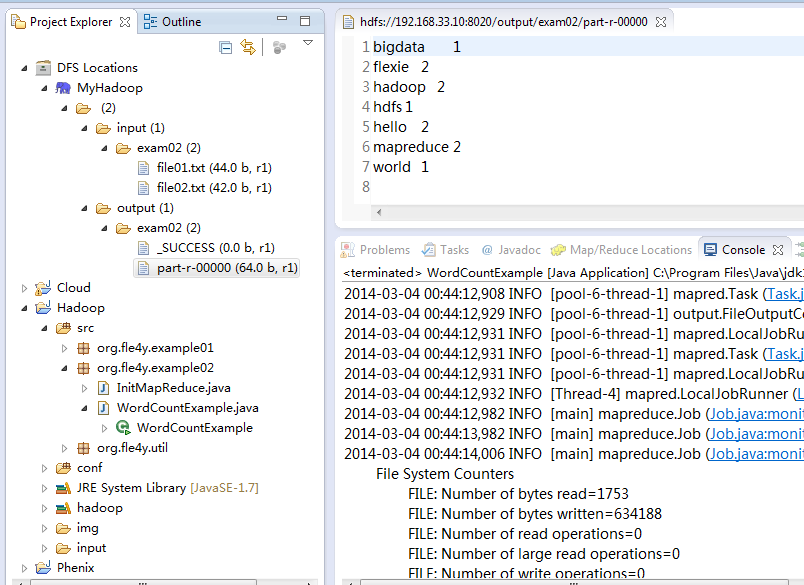 Project Explorer
Outline
DFS Locations
MyHadoop
(2)
input (1)
exam02 (2)
file01.txt (44.0 b, r1)
file02.txt (42.0 b, r1)
output (1)
exam02 (2)
_SUCCESS (0.0 b, r1)
part-r-00000 (64.0 b, r1)
Cloud
Hadoop
src
org.fle4y.example01
org.fle4y.example02
InitMapReduce.java
WordCountExample.java
WordCountExample
org.fle4y.util
conf
JRE System Library [JavaSE-1.7]
hadoop
img
input
Phenix
hdfs://192.168.33.10:8020/output/exam02/part-r-00000
1 bigdata 1
2 flexie 2
3 hadoop 2
4 hdfs 1
5 hello 2
6 mapreduce 2
7 world 1
8
Problems Tasks @ Javadoc Map/Reduce Locations Console
<terminated> WordCountExample [Java Application] C:\Program Files\Java\jdk
2014-03-04 00:44:12,908 INFO [pool-6-thread-1] mapred.Task (Task.j
2014-03-04 00:44:12,929 INFO [pool-6-thread-1] output.FileOutputCo
2014-03-04 00:44:12,931 INFO [pool-6-thread-1] mapred.LocalJobRu
2014-03-04 00:44:12,931 INFO [pool-6-thread-1] mapred.Task (Task.j
2014-03-04 00:44:12,931 INFO [pool-6-thread-1] mapred.LocalJobRu
2014-03-04 00:44:12,932 INFO [Thread-4] mapred.LocalJobRunner (L
2014-03-04 00:44:12,982 INFO [main] mapreduce.Job (Job.java:moni
2014-03-04 00:44:13,982 INFO [main] mapreduce.Job (Job.java:moni
2014-03-04 00:44:14,006 INFO [main] mapreduce.Job (Job.java:moni
File System Counters
FILE: Number of bytes read=1753
FILE: Number of bytes written=634188
FILE: Number of read operations=0
FILE: Number of large read operations=0
FILE: Number of write operations=0